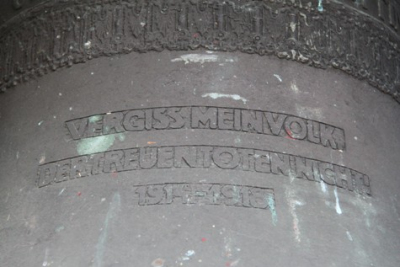 VERGISS MEIN VOLK
DER TREUEN TOTEN NICHT!
1914-1918